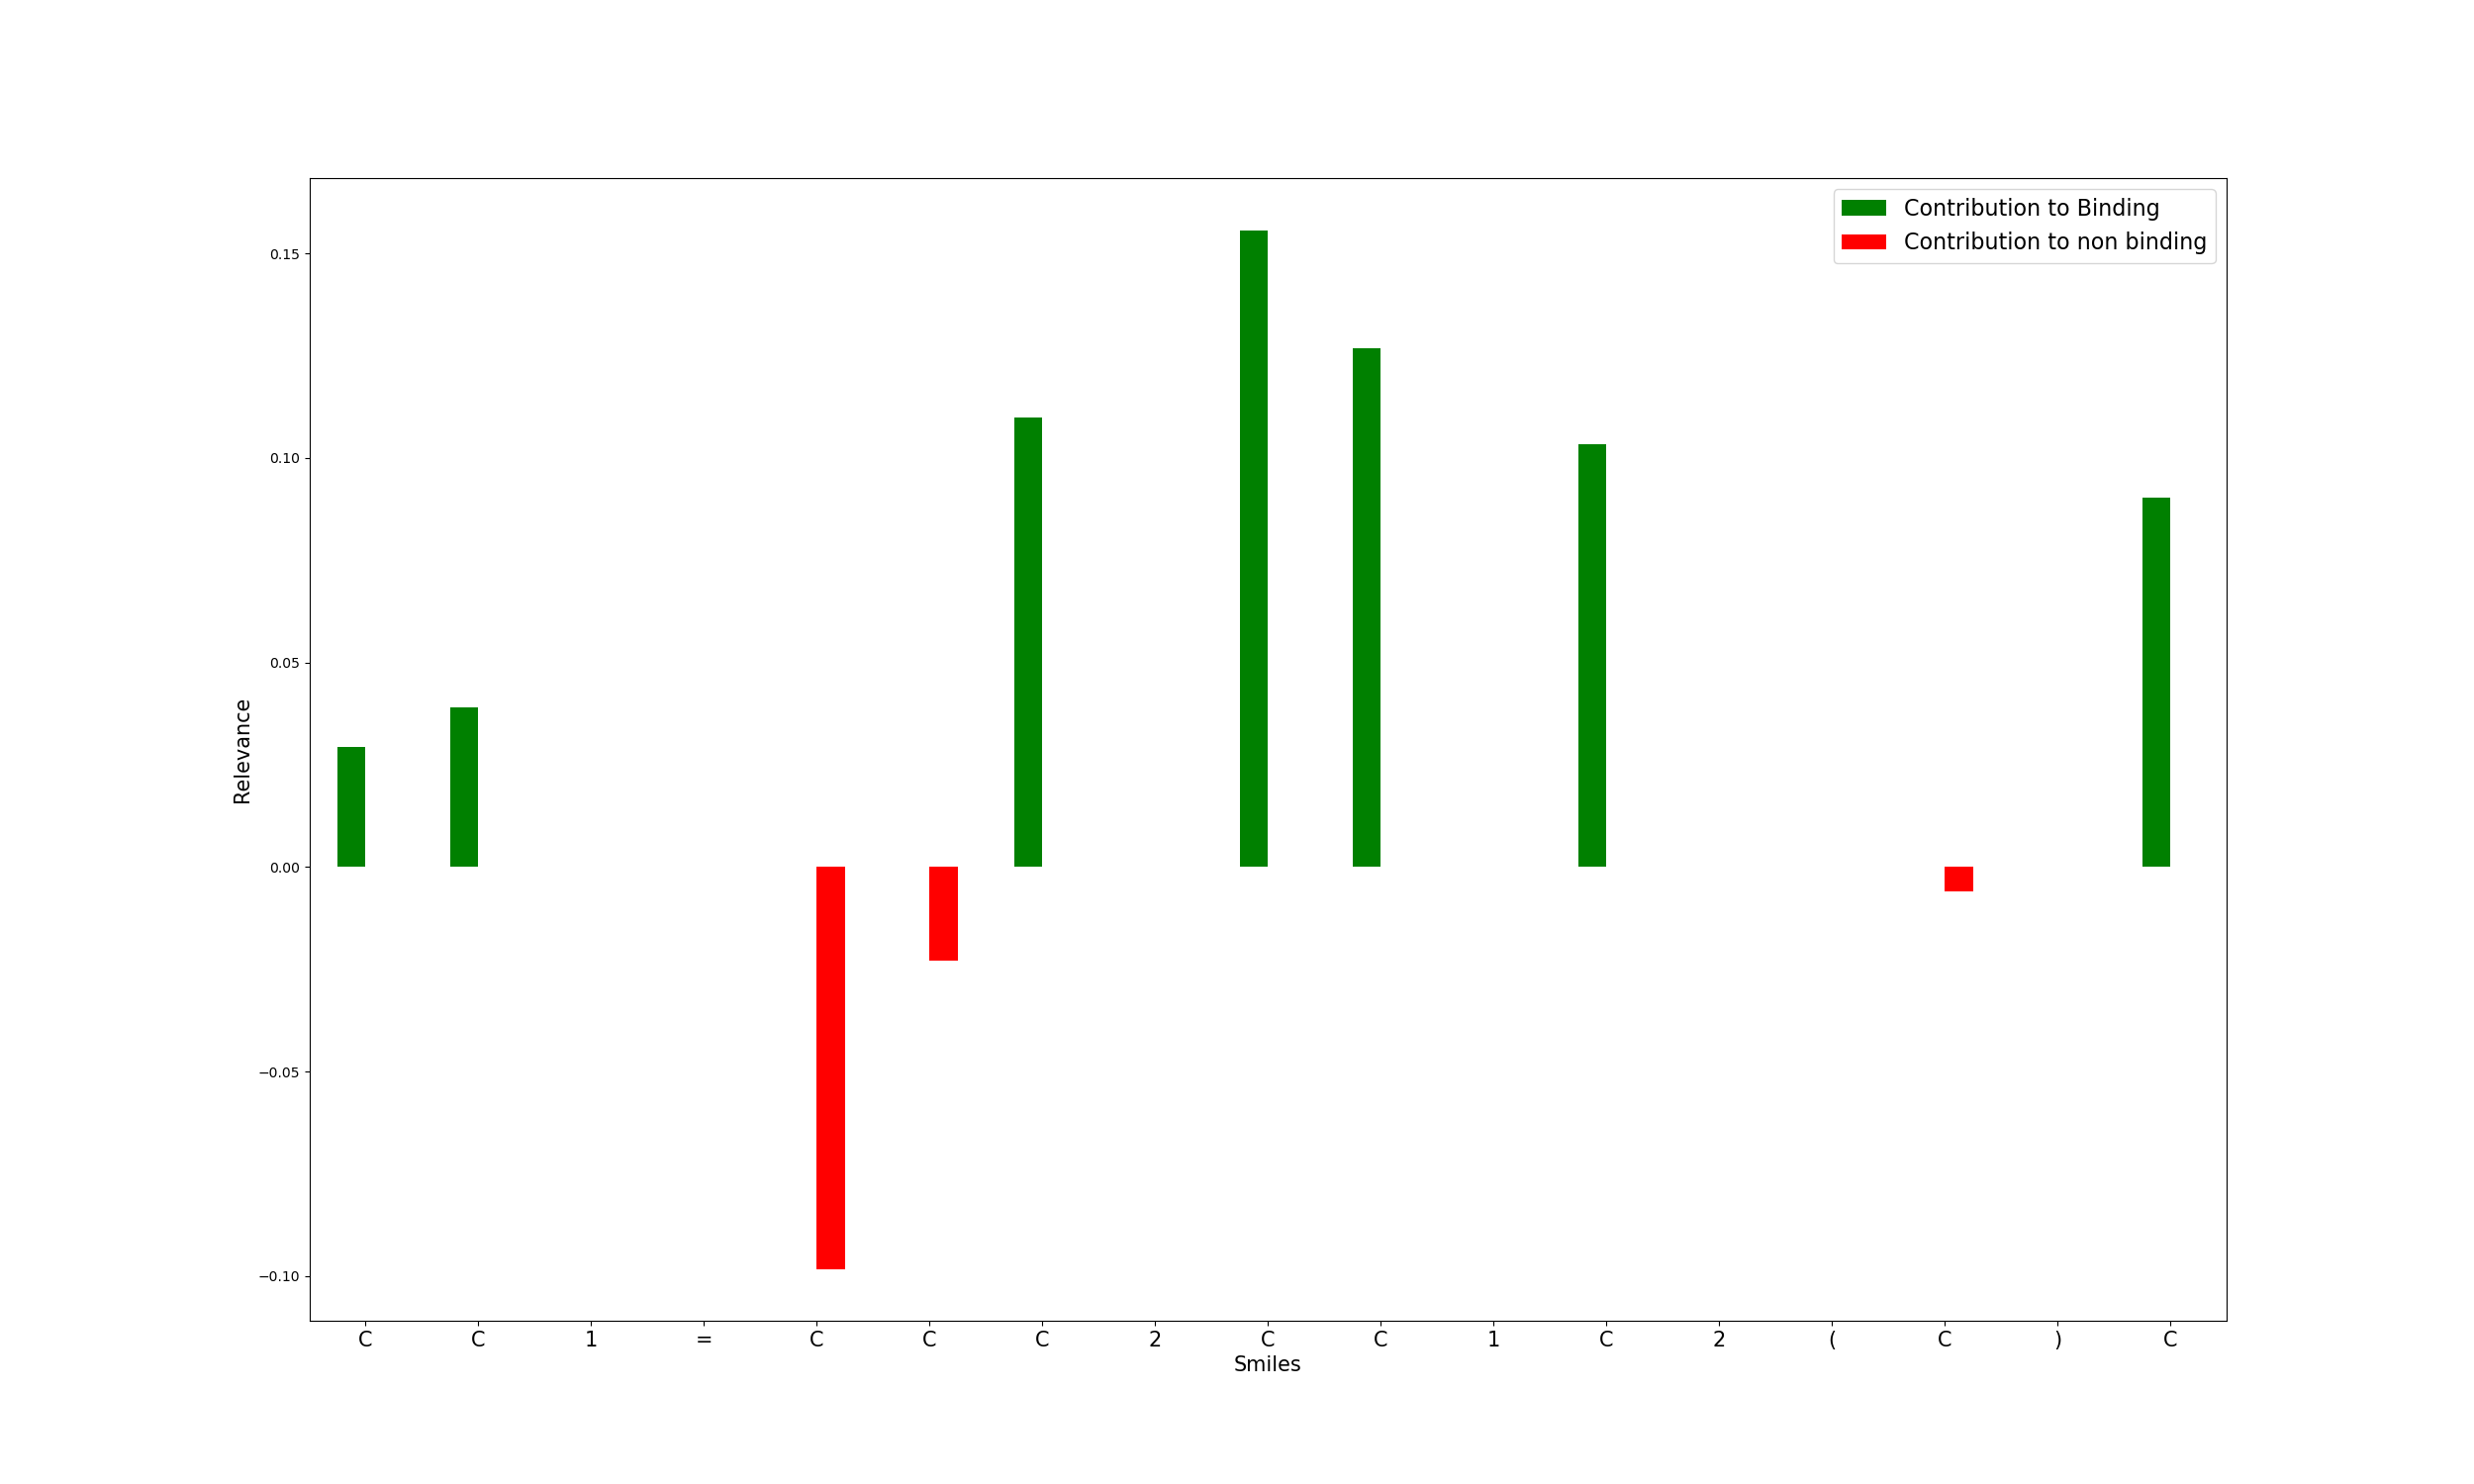 Contribution to Binding
Contribution to non binding
0.15
0.10
0.05
0.00
−0.05
−0.10
Relevance
C C 1 = C C C 2 C C 1 C 2 ( C ) C
Smiles